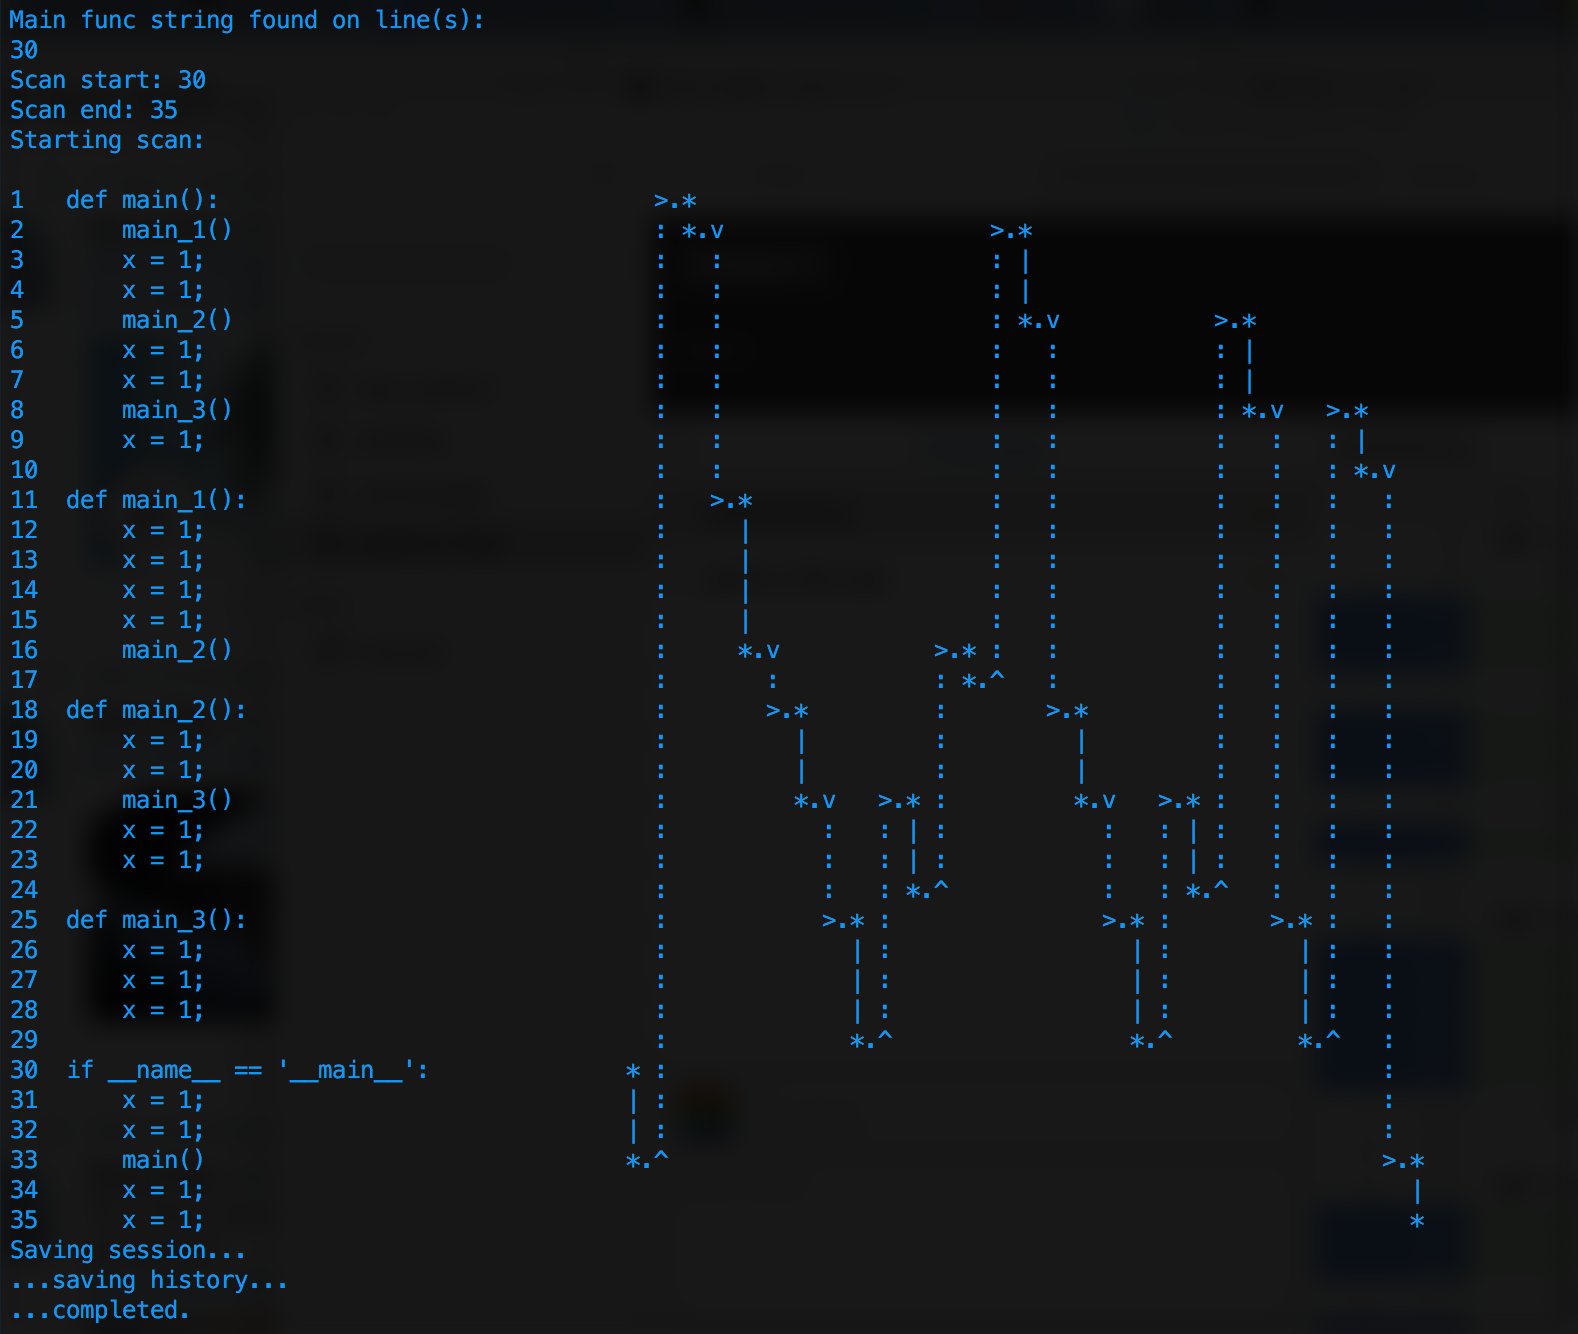 Main func string found on line(s):
30
Scan start: 30
Scan end: 35
Starting scan:

1   def main():                               >.*
2       main_1()                              : *.v                   >.*
3       x = 1;                                :   :                   : |
4       x = 1;                                :   :                   : |
5       main_2()                              :   :                   : *.v           >.*
6       x = 1;                                :   :                   :   :           : |
7       x = 1;                                :   :                   :   :           : |
8       main_3()                              :   :                   :   :           : *.v   >.*
9       x = 1;                                :   :                   :   :           :   :   : |
10                                            :   :                   :   :           :   :   : *.v
11  def main_1():                             :   >.*                 :   :           :   :   :   :
12      x = 1;                                :     |                 :   :           :   :   :   :
13      x = 1;                                :     |                 :   :           :   :   :   :
14      x = 1;                                :     |                 :   :           :   :   :   :
15      x = 1;                                :     |                 :   :           :   :   :   :
16      main_2()                              :     *.v           >.* :   :           :   :   :   :
17                                            :       :           : *.^   :           :   :   :   :
18  def main_2():                             :       >.*         :       >.*         :   :   :   :
19      x = 1;                                :         |         :         |         :   :   :   :
20      x = 1;                                :         |         :         |         :   :   :   :
21      main_3()                              :         *.v   >.* :         *.v   >.* :   :   :   :
22      x = 1;                                :           :   : | :           :   : | :   :   :   :
23      x = 1;                                :           :   : | :           :   : | :   :   :   :
24                                            :           :   : *.^           :   : *.^   :   :   :
25  def main_3():                             :           >.* :               >.* :       >.* :   :
26      x = 1;                                :             | :                 | :         | :   :
27      x = 1;                                :             | :                 | :         | :   :
28      x = 1;                                :             | :                 | :         | :   :
29                                            :             *.^                 *.^         *.^   :
30  if __name__ == '__main__':              * :                                                   :
31      x = 1;                              | :                                                   :
32      x = 1;                              | :                                                   :
33      main()                              *.^                                                   >.*
34      x = 1;                                                                                      |
35      x = 1;                                                                                      *
Saving session...
...saving history...
...completed.